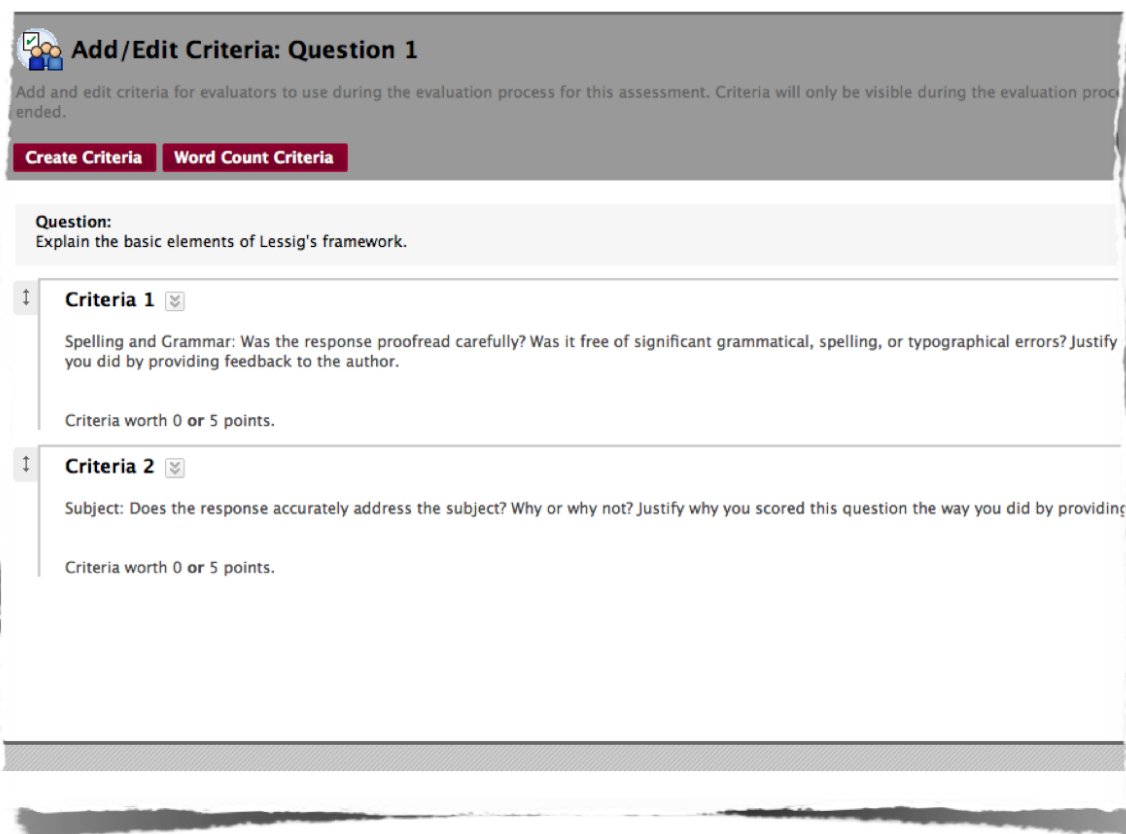 Add/Edit Criteria: Question 1
Add and edit criteria for evaluators to use during the evaluation process for this assessment. Criteria will only be visible during the evaluation
ended.
Create Criteria Word Count Criteria
Question:
Explain the basic elements of Lessig's framework.
Criteria 1
Spelling and Grammar: Was the response proofread carefully? Was it free of significant grammatical, spelling, or typographical errors? Justify
you did by providing feedback to the author.
Criteria worth 0 or 5 points.
Criteria 2
Subject: Does the response accurately address the subject? Why or why not? Justify why you scored this question the way you did by providing
Criteria worth 0 or 5 points.